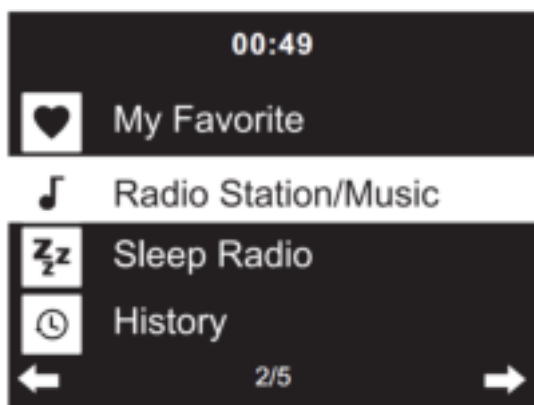 00:49
My Favorite
Radio Station/Music
Sleep Radio
History
2/5